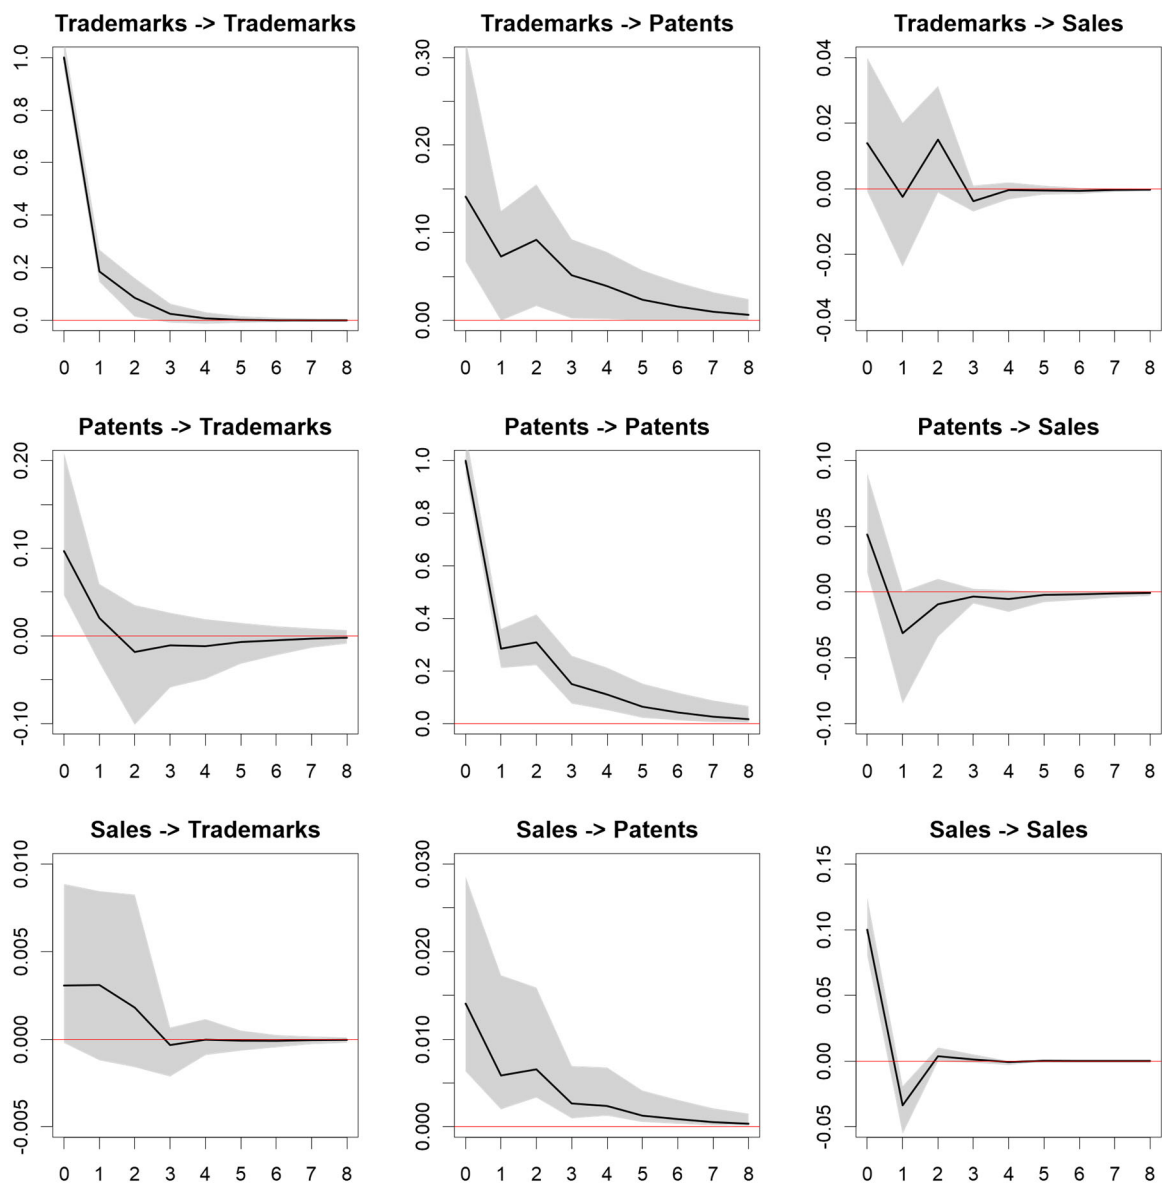 Trademarks -> Trademarks
1.0
0.8
0.6
0.4
0.2
0.0
0 1 2 3 4 5 6 7 8
Trademarks -> Patents
0.30
0.20
0.10
0.00
0 1 2 3 4 5 6 7 8
Trademarks -> Sales
0.04
0.02
0.00
-0.02
-0.04
0 1 2 3 4 5 6 7 8
Patents -> Trademarks
0.20
0.10
0.00
-0.10
0 1 2 3 4 5 6 7 8
Patents -> Patents
1.0
0.8
0.6
0.4
0.2
0.0
0 1 2 3 4 5 6 7 8
Patents -> Sales
0.10
0.05
0.00
-0.05
-0.10
0 1 2 3 4 5 6 7 8
Sales -> Trademarks
0.010
0.005
0.000
-0.005
0 1 2 3 4 5 6 7 8
Sales -> Patents
0.030
0.020
0.010
0.000
0 1 2 3 4 5 6 7 8
Sales -> Sales
0.15
0.10
0.05
0.00
-0.05
0 1 2 3 4 5 6 7 8